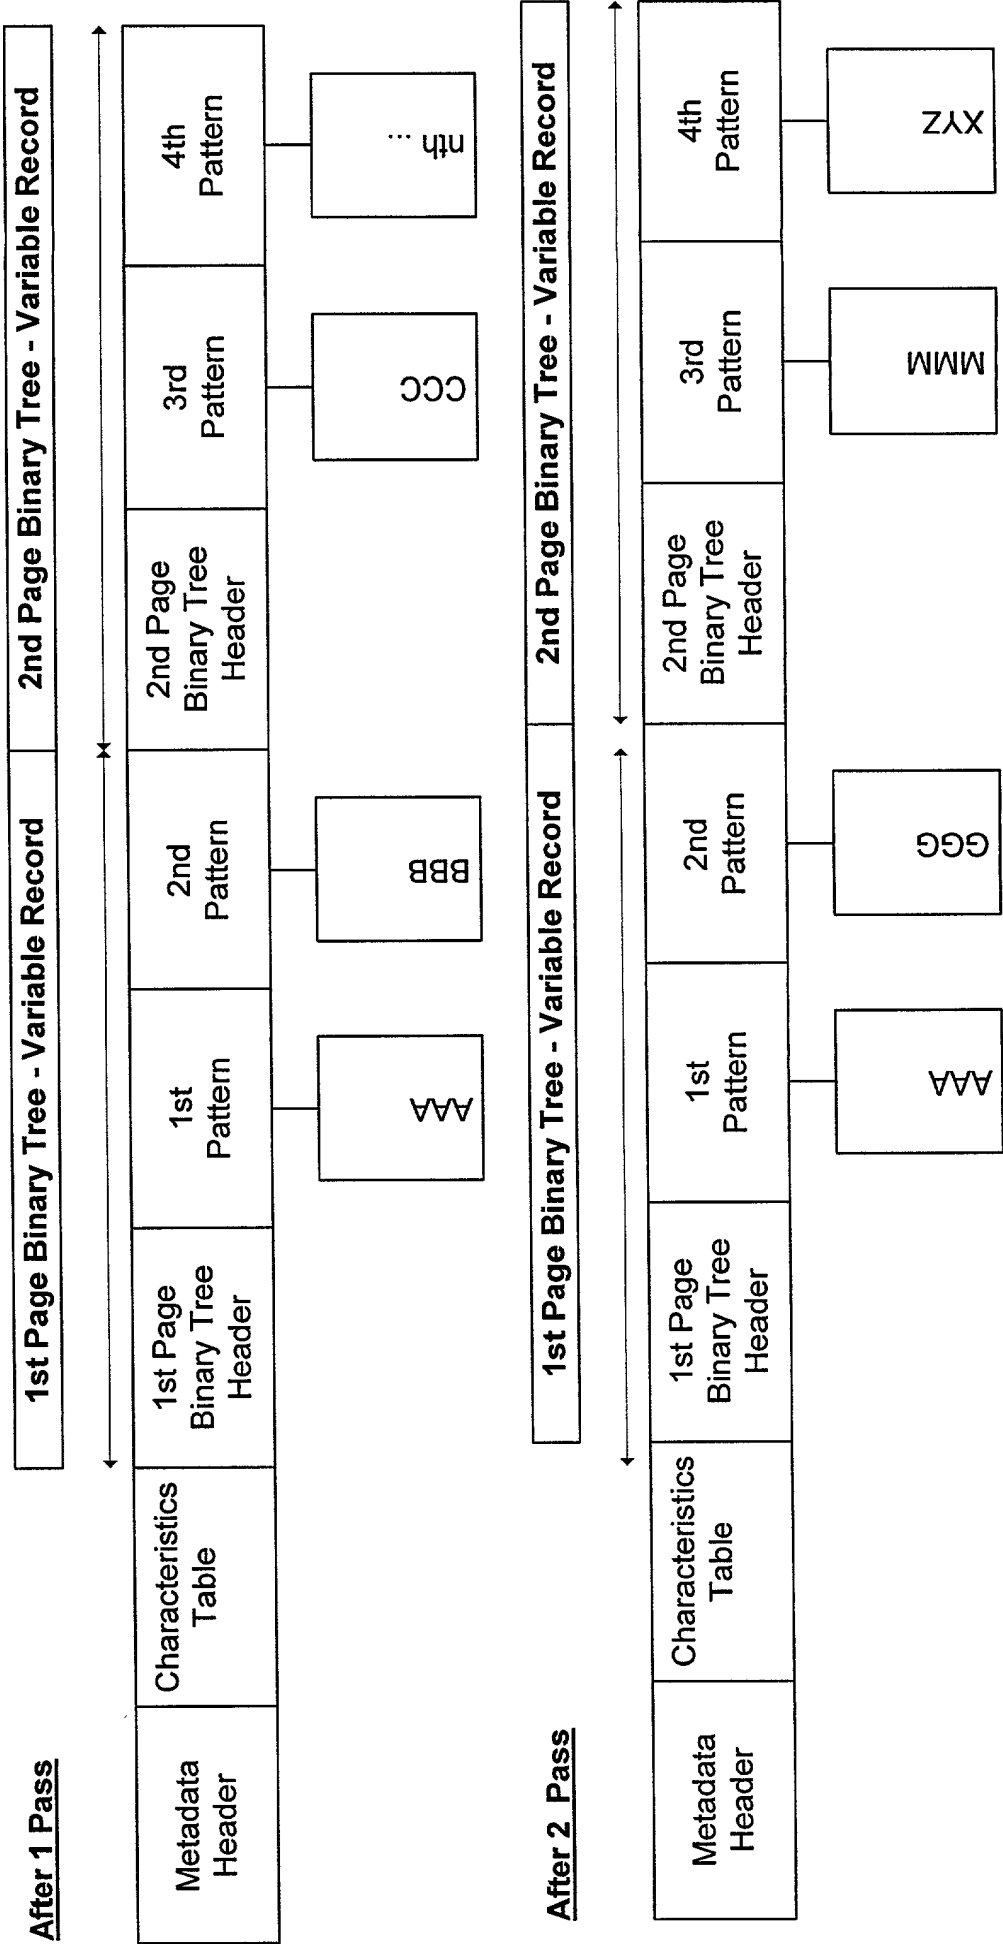 After 1 Pass
1st Page Binary Tree - Variable Record
2nd Page Binary Tree - Variable Record
Metadata
Header
Characteristics
Table
1st Page
Binary Tree
Header
1st
Pattern
2nd
Pattern
2nd Page
Binary Tree
Header
3rd
Pattern
4th
Pattern
AAA
BBB
CCC
nth ...
After 2 Pass
1st Page Binary Tree - Variable Record
2nd Page Binary Tree - Variable Record
Metadata
Header
Characteristics
Table
1st Page
Binary Tree
Header
1st
Pattern
2nd
Pattern
2nd Page
Binary Tree
Header
3rd
Pattern
4th
Pattern
AAA
GGG
MMM
XYZ